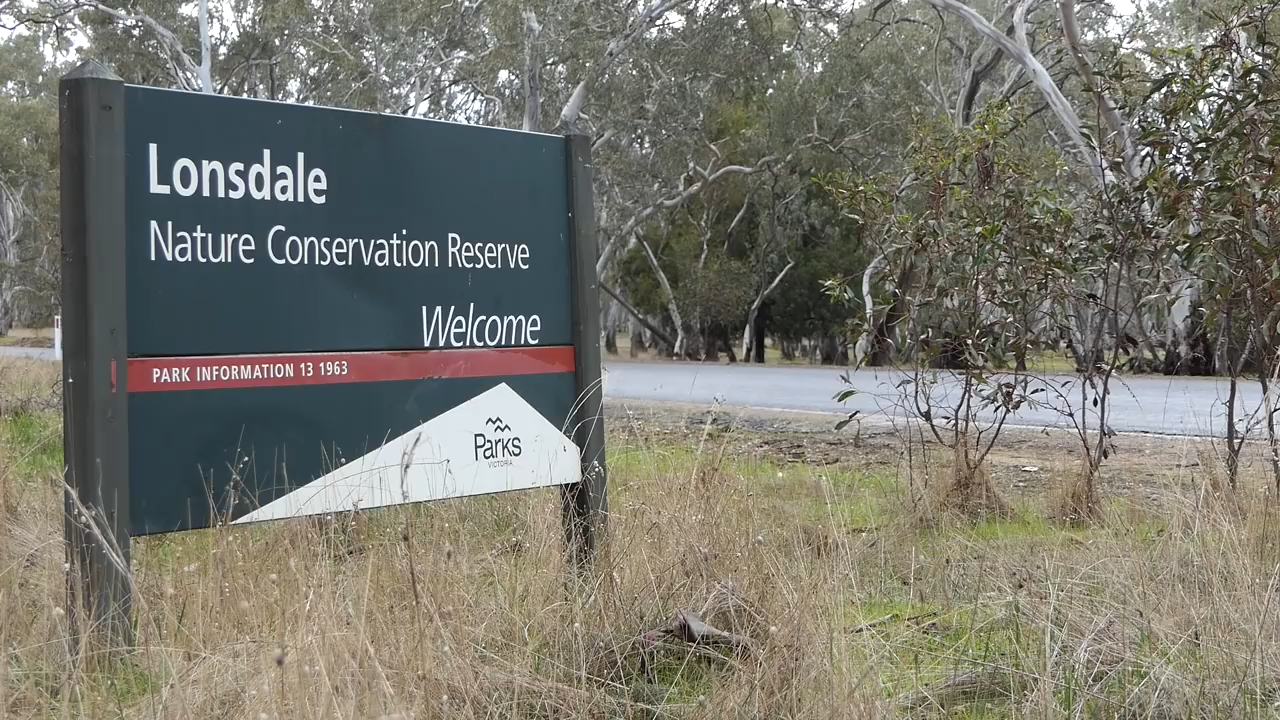 Lonsdale
Nature Conservation Reserve
Welcome
PARK INFORMATION 13 1963
Parks
VICTORIA